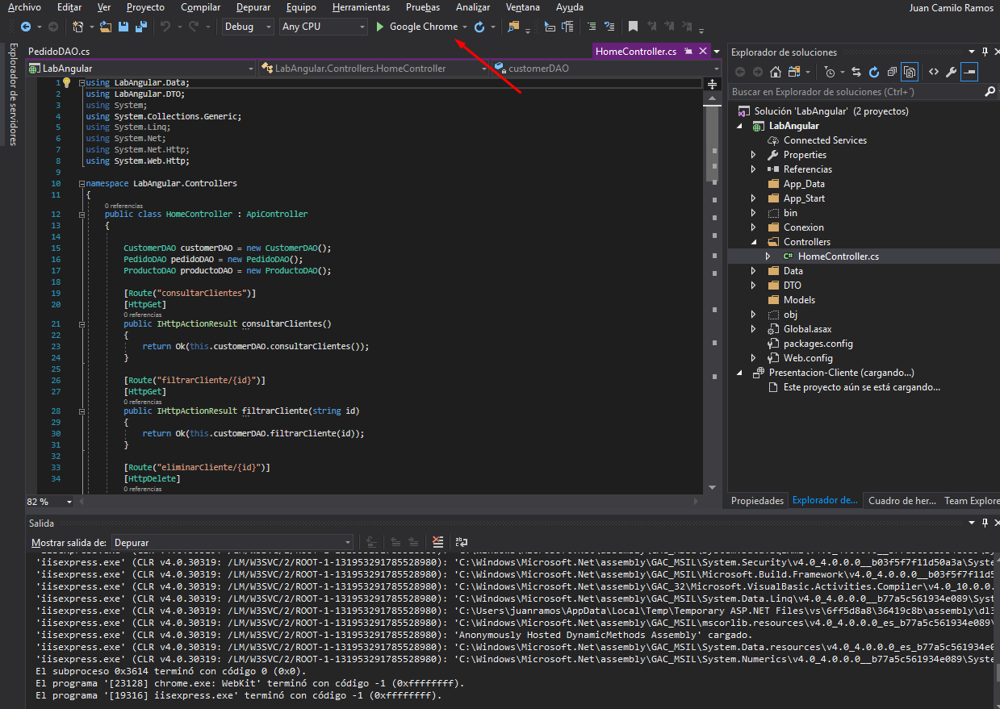 Archivo Editar Ver Proyecto Compilar Depurar Equipo Herramientas Pruebas Analizar Ventana Ayuda
Juan Camilo Ramos
Debug Any CPU Google Chrome
Explorador de servidores
PedidoDAO.cs HomeController.cs
LabAngular LabAngular.Controllers.HomeController customerDAO
1 using LabAngular.Data;
2 using LabAngular.DTO;
3 using System;
4 using System.Collections.Generic;
5 using System.Linq;
6 using System.Net;
7 using System.Net.Http;
8 using System.Web.Http;
9
10 namespace LabAngular.Controllers
11 {
0 referencias
12 public class HomeController : ApiController
13 {
14
15 CustomerDAO customerDAO = new CustomerDAO();
16 PedidoDAO pedidoDAO = new PedidoDAO();
17 ProductoDAO productoDAO = new ProductoDAO();
18
19 [Route("consultarClientes")]
20 [HttpGet]
0 referencias
21 public IHttpActionResult consultarClientes()
22 {
23 return Ok(this.customerDAO.consultarClientes());
24 }
25
26 [Route("filtrarCliente/{id}")]
27 [HttpGet]
0 referencias
28 public IHttpActionResult filtrarCliente(string id)
29 {
30 return Ok(this.customerDAO.filtrarCliente(id));
31 }
32
33 [Route("eliminarCliente/{id}")]
34 [HttpDelete]
0 referencias
82 %
Explorador de soluciones
Buscar en Explorador de soluciones (Ctrl+´)
Solución 'LabAngular' (2 proyectos)
LabAngular
Connected Services
Properties
Referencias
App_Data
App_Start
bin
Conexion
Controllers
C# HomeController.cs
Data
DTO
Models
obj
Global.asax
packages.config
Web.config
Presentacion-Cliente (cargando...)
Este proyecto aún se está cargando...
Propiedades Explorador de... Cuadro de her... Team Explore
Salida
Mostrar salida de: Depurar
'iisexpress.exe' (CLR v4.0.30319: /LM/W3SVC/2/ROOT-1-131953291785528980): 'C:\Windows\Microsoft.Net\assembly\GAC_MSIL\System.Security\v4.0_4.0.0.0__b03f5f7f11d50a3a\Syste
'iisexpress.exe' (CLR v4.0.30319: /LM/W3SVC/2/ROOT-1-131953291785528980): 'C:\Windows\Microsoft.Net\assembly\GAC_MSIL\Microsoft.Build.Framework\v4.0_4.0.0.0__b03f5f7f11d5
'iisexpress.exe' (CLR v4.0.30319: /LM/W3SVC/2/ROOT-1-131953291785528980): 'C:\Windows\Microsoft.Net\assembly\GAC_32\Microsoft.VisualBasic.Activities.Compiler\v4.0_10.0.0.
'iisexpress.exe' (CLR v4.0.30319: /LM/W3SVC/2/ROOT-1-131953291785528980): 'C:\Windows\Microsoft.Net\assembly\GAC_MSIL\System.Data.Linq\v4.0_4.0.0.0__b77a5c561934e089\Syst
'iisexpress.exe' (CLR v4.0.30319: /LM/W3SVC/2/ROOT-1-131953291785528980): 'C:\Users\juanramos\AppData\Local\Temp\Temporary ASP.NET Files\vs\6ff5d8a8\36419c8b\assembly\dl3
'iisexpress.exe' (CLR v4.0.30319: /LM/W3SVC/2/ROOT-1-131953291785528980): 'C:\Windows\Microsoft.Net\assembly\GAC_MSIL\mscorlib.resources\v4.0_4.0.0.0_es_b77a5c561934e089\
'iisexpress.exe' (CLR v4.0.30319: /LM/W3SVC/2/ROOT-1-131953291785528980): 'Anonymously Hosted DynamicMethods Assembly' cargado.
'iisexpress.exe' (CLR v4.0.30319: /LM/W3SVC/2/ROOT-1-131953291785528980): 'C:\Windows\Microsoft.Net\assembly\GAC_MSIL\System.Data.resources\v4.0_4.0.0.0_es_b77a5c561934e0
'iisexpress.exe' (CLR v4.0.30319: /LM/W3SVC/2/ROOT-1-131953291785528980): 'C:\Windows\Microsoft.Net\assembly\GAC_MSIL\System.Numerics\v4.0_4.0.0.0__b77a5c561934e089\Syste
El subproceso 0x3614 terminó con código 0 (0x0).
El programa '[23128] chrome.exe: WebKit' terminó con código -1 (0xffffffff).
El programa '[19316] iisexpress.exe' terminó con código -1 (0xffffffff).